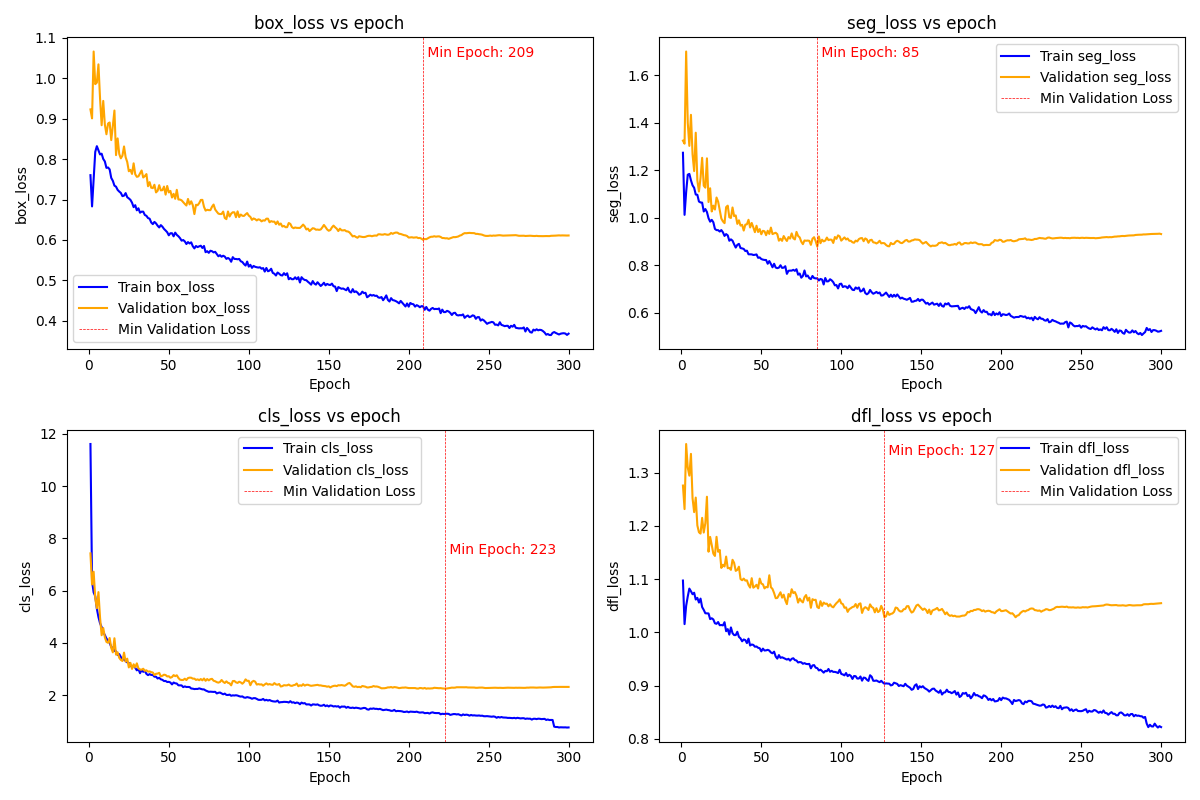 box_loss vs epoch
1.1
1.0
0.9
0.8
0.7
0.6
0.5
0.4
box_loss
Min Epoch: 209
Train box_loss
Validation box_loss
Min Validation Loss
0
50
100
150
200
250
300
Epoch
seg_loss vs epoch
1.6
1.4
1.2
1.0
0.8
0.6
seg_loss
Min Epoch: 85
Train seg_loss
Validation seg_loss
Min Validation Loss
0
50
100
150
200
250
300
Epoch
cls_loss vs epoch
12
10
8
6
4
2
cls_loss
Train cls_loss
Validation cls_loss
Min Validation Loss
Min Epoch: 223
0
50
100
150
200
250
300
Epoch
dfl_loss vs epoch
1.3
1.2
1.1
1.0
0.9
0.8
dfl_loss
Min Epoch: 127
Train dfl_loss
Validation dfl_loss
Min Validation Loss
0
50
100
150
200
250
300
Epoch